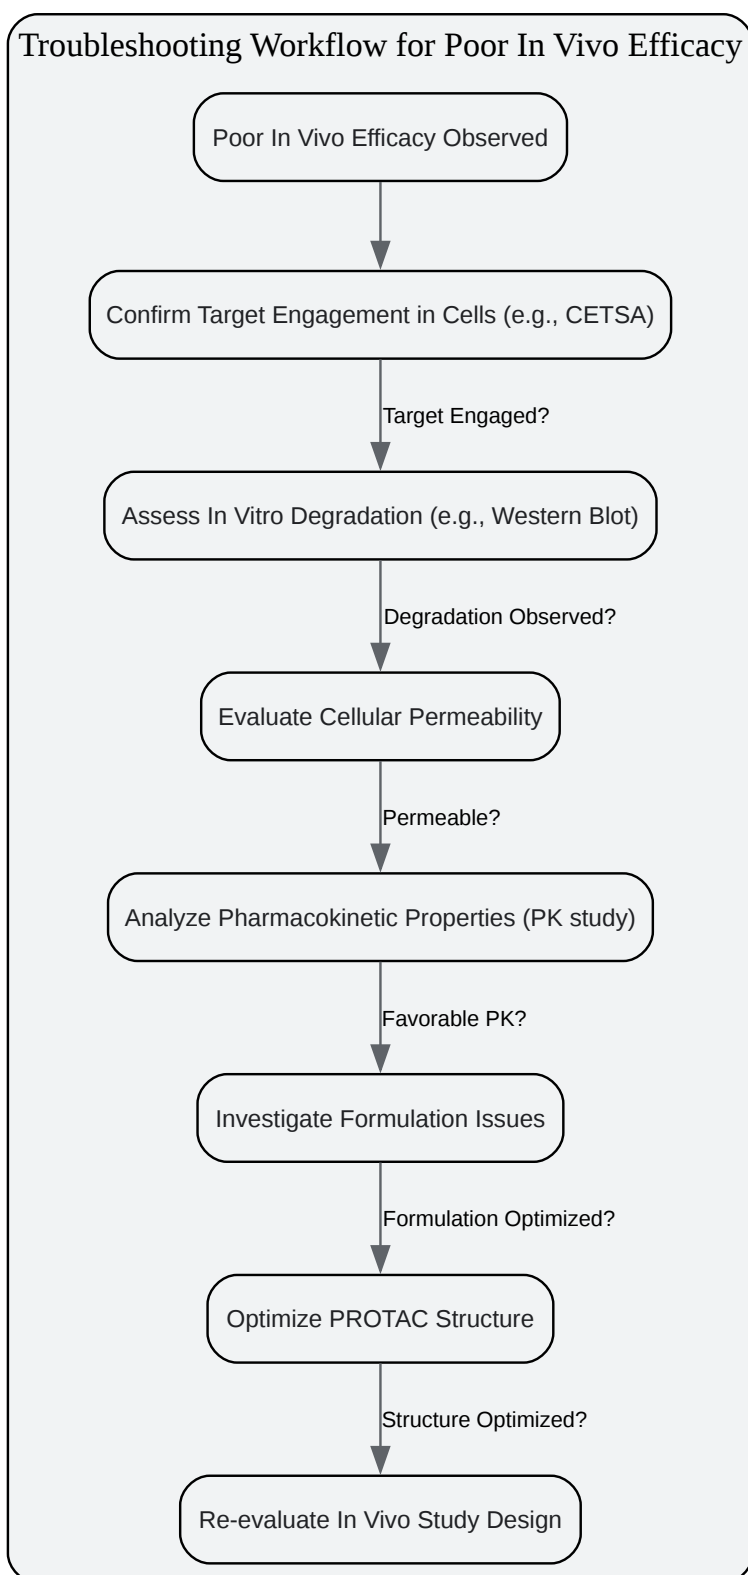 Troubleshooting Workflow for Poor In Vivo Efficacy
Poor In Vivo Efficacy Observed
Confirm Target Engagement in Cells (e.g., CETSA)
Target Engaged?
Assess In Vitro Degradation (e.g., Western Blot)
Degradation Observed?
Evaluate Cellular Permeability
Permeable?
Analyze Pharmacokinetic Properties (PK study)
Favorable PK?
Investigate Formulation Issues
Formulation Optimized?
Optimize PROTAC Structure
Structure Optimized?
Re-evaluate In Vivo Study Design